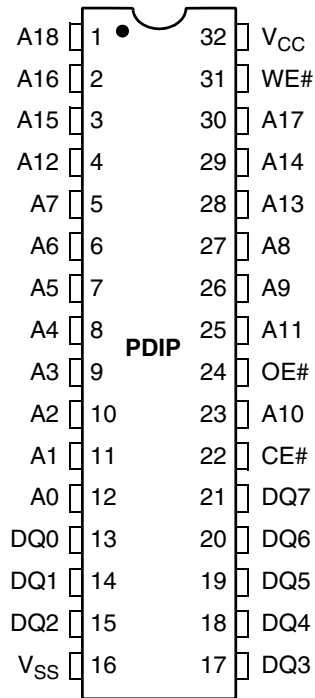 A18 1 32 VCC
A16 2 31 WE#
A15 3 30 A17
A12 4 29 A14
A7 5 28 A13
A6 6 27 A8
A5 7 26 A9
A4 8 25 A11
PDIP
A3 9 24 OE#
A2 10 23 A10
A1 11 22 CE#
A0 12 21 DQ7
DQ0 13 20 DQ6
DQ1 14 19 DQ5
DQ2 15 18 DQ4
VSS 16 17 DQ3